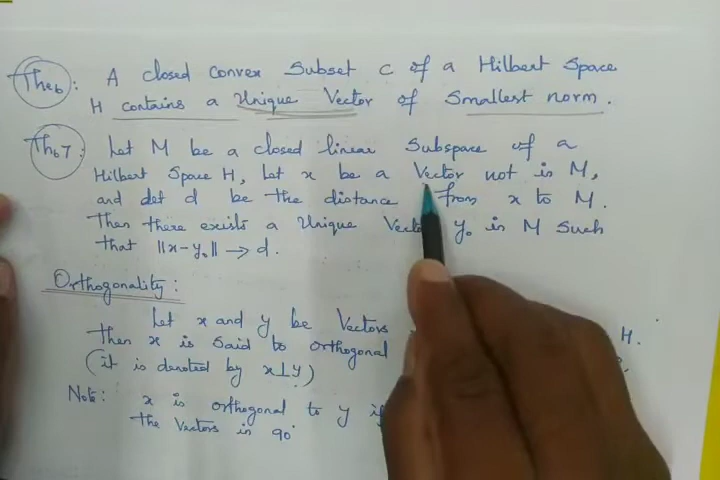 Th6: A closed convex Subset C of a Hilbert Space
H contains a Unique Vector of Smallest norm.
Th7: Let M be a closed linear Subspace of a
Hilbert Space H, Let x be a Vector not in M,
and def d be the distance from x to M.
Then there exists a Unique Vector y₀ in M Such
that ||x-y₀|| → d.
Orthogonality:
Let x and y be Vectors H.
Then x is said to orthogonal
(it is denoted by x⊥y)
Note: x is orthogonal to y if
the vectors in 90°